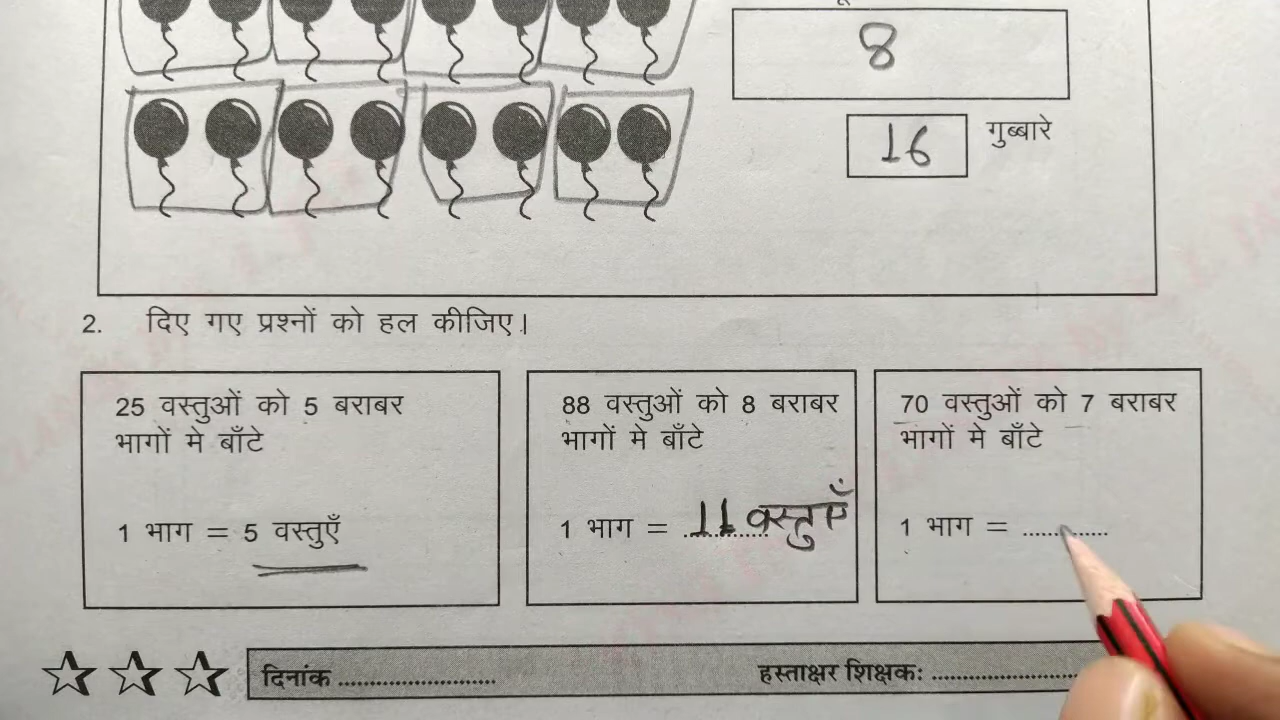 8
16 गुब्बारे
2. दिए गए प्रश्नों को हल कीजिए।
25 वस्तुओं को 5 बराबर
भागों मे बाँटे
1 भाग = 5 वस्तुएँ
88 वस्तुओं को 8 बराबर
भागों मे बाँटे
1 भाग = 11 वस्तुएँ
70 वस्तुओं को 7 बराबर
भागों मे बाँटे
1 भाग = ..............
दिनांक ..........................
हस्ताक्षर शिक्षक: ........................